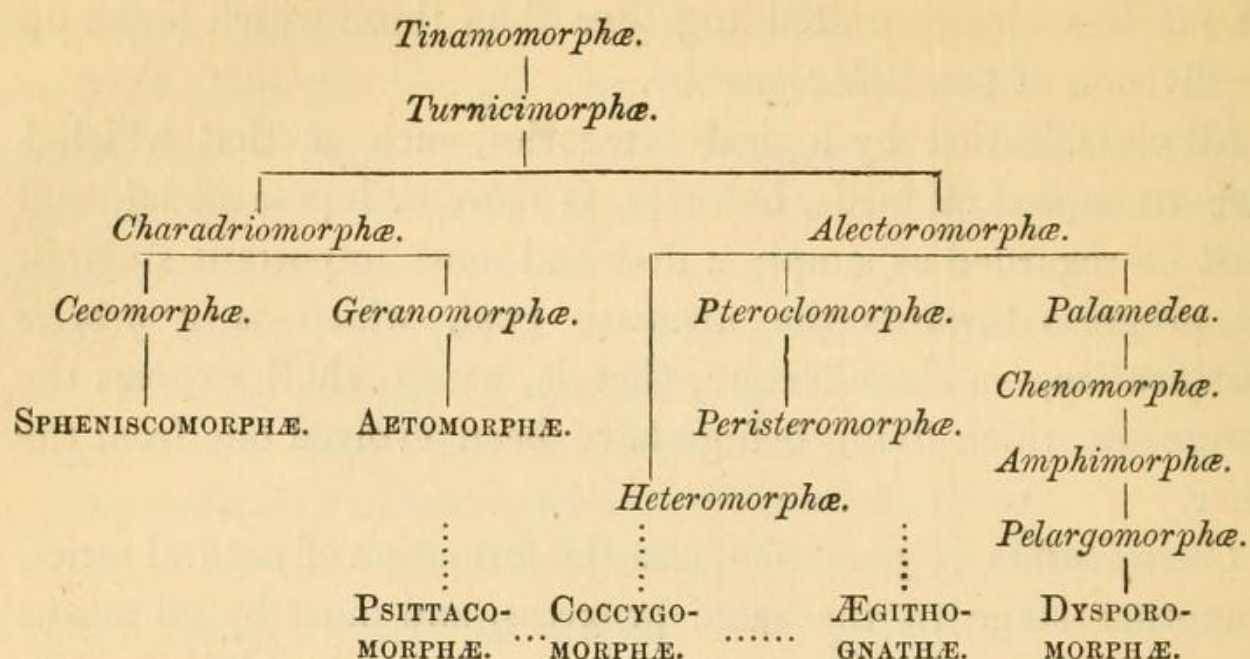 Tinamomorphæ.
Turnicimorphæ.
Charadriomorphæ. Alectoromorphæ.
Cecomorphæ. Geranomorphæ. Pteroclomorphæ. Palamedea.
Chenomorphæ.
SPHENISCOMORPHÆ. AETOMORPHÆ. Peristeromorphæ.
Amphimorphæ.
Heteromorphæ.
Pelargomorphæ.
PSITTACO- COCCYGO- ÆGITHO- DYSPORO-
MORPHÆ. MORPHÆ. GNATHÆ. MORPHÆ.